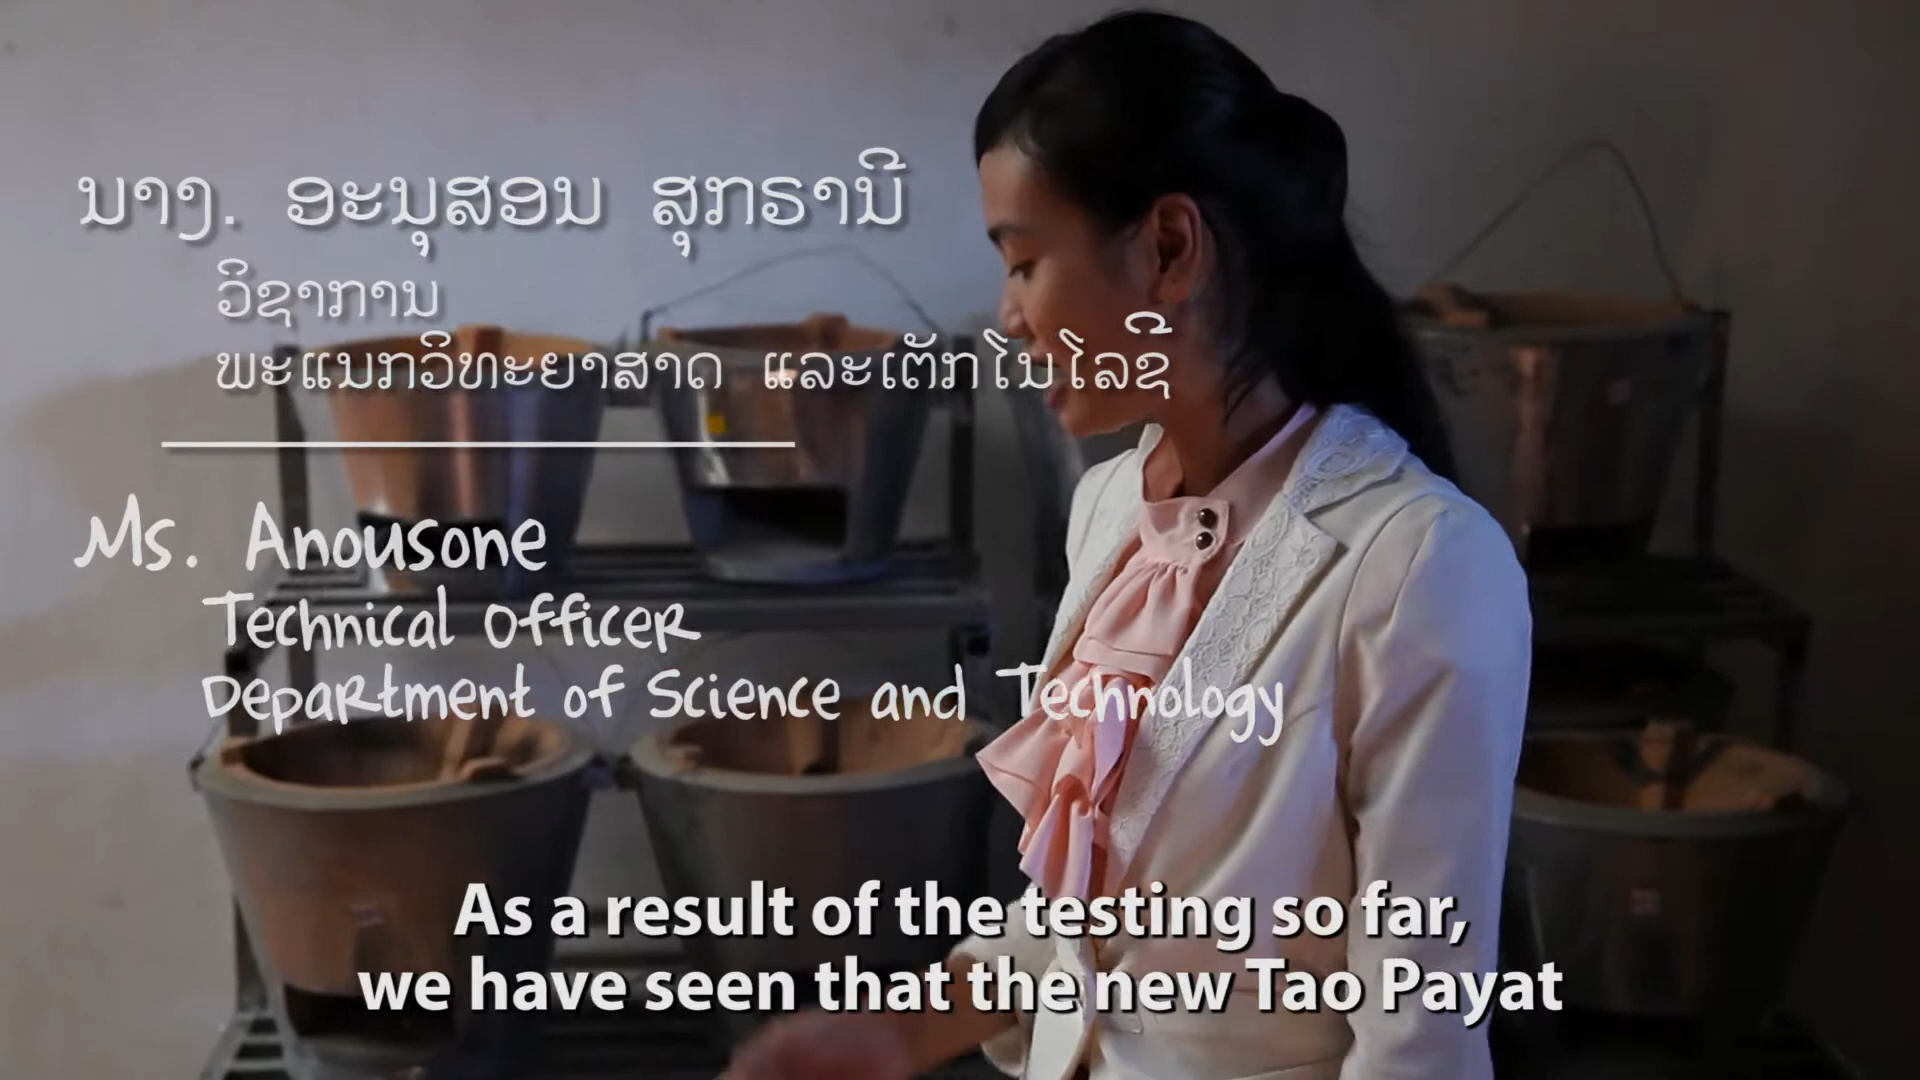 ນາງ. ອະນຸສອນ ສຸກຣານີ
ວິຊາການ
ພະແນກວິທະຍາສາດ ແລະເຕັກໂນໂລຊີ
Ms. Anousone
Technical Officer
Department of Science and Technology
As a result of the testing so far,
we have seen that the new Tao Payat